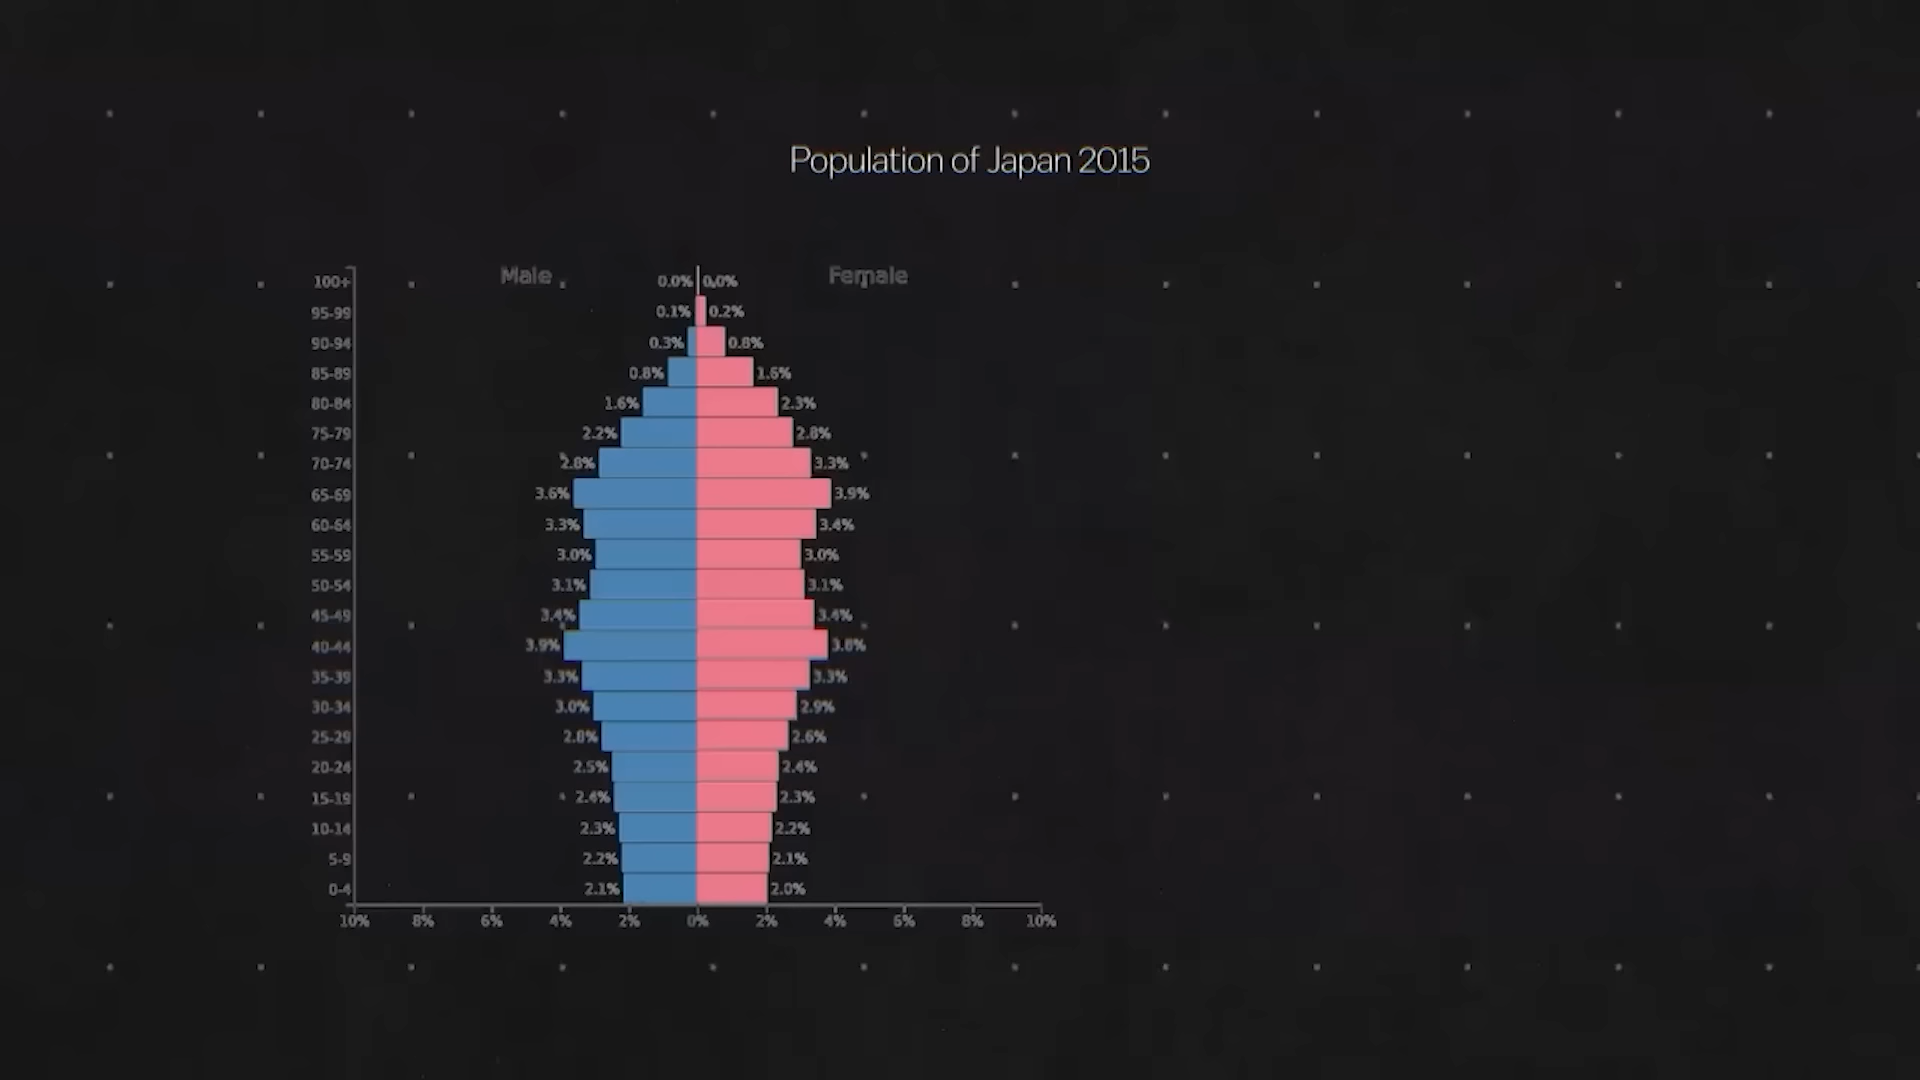 Population of Japan 2015
Male Female
100+ 0.0% 0.0%
95-99 0.1% 0.2%
90-94 0.3% 0.8%
85-89 0.8% 1.6%
80-84 1.6% 2.3%
75-79 2.2% 2.8%
70-74 2.8% 3.3%
65-69 3.6% 3.9%
60-64 3.3% 3.4%
55-59 3.0% 3.0%
50-54 3.1% 3.1%
45-49 3.4% 3.4%
40-44 3.9% 3.8%
35-39 3.3% 3.3%
30-34 3.0% 2.9%
25-29 2.8% 2.6%
20-24 2.5% 2.4%
15-19 2.4% 2.3%
10-14 2.3% 2.2%
5-9 2.2% 2.1%
0-4 2.1% 2.0%
10% 8% 6% 4% 2% 0% 2% 4% 6% 8% 10%